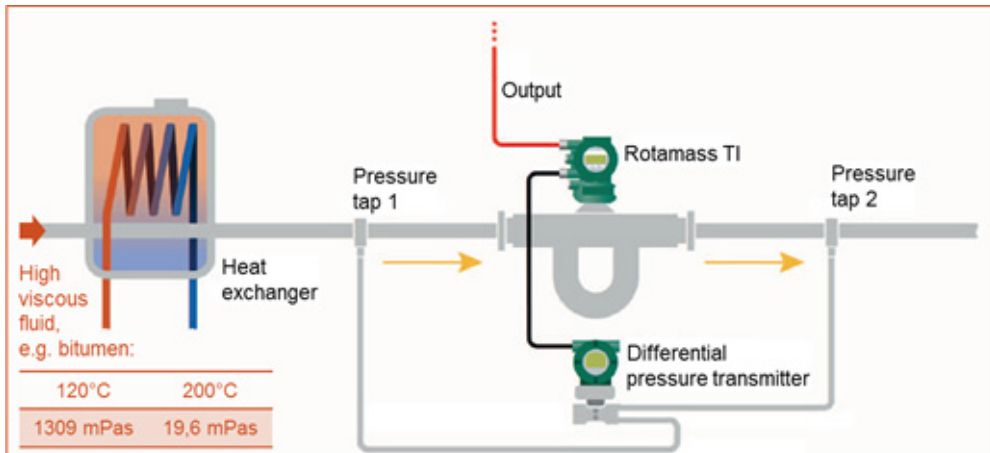 Output
Rotamass TI
Pressure
tap 1
Pressure
tap 2
Heat
exchanger
High
viscous
fluid,
e.g. bitumen:
120°C 200°C
1309 mPas 19,6 mPas
Differential
pressure transmitter